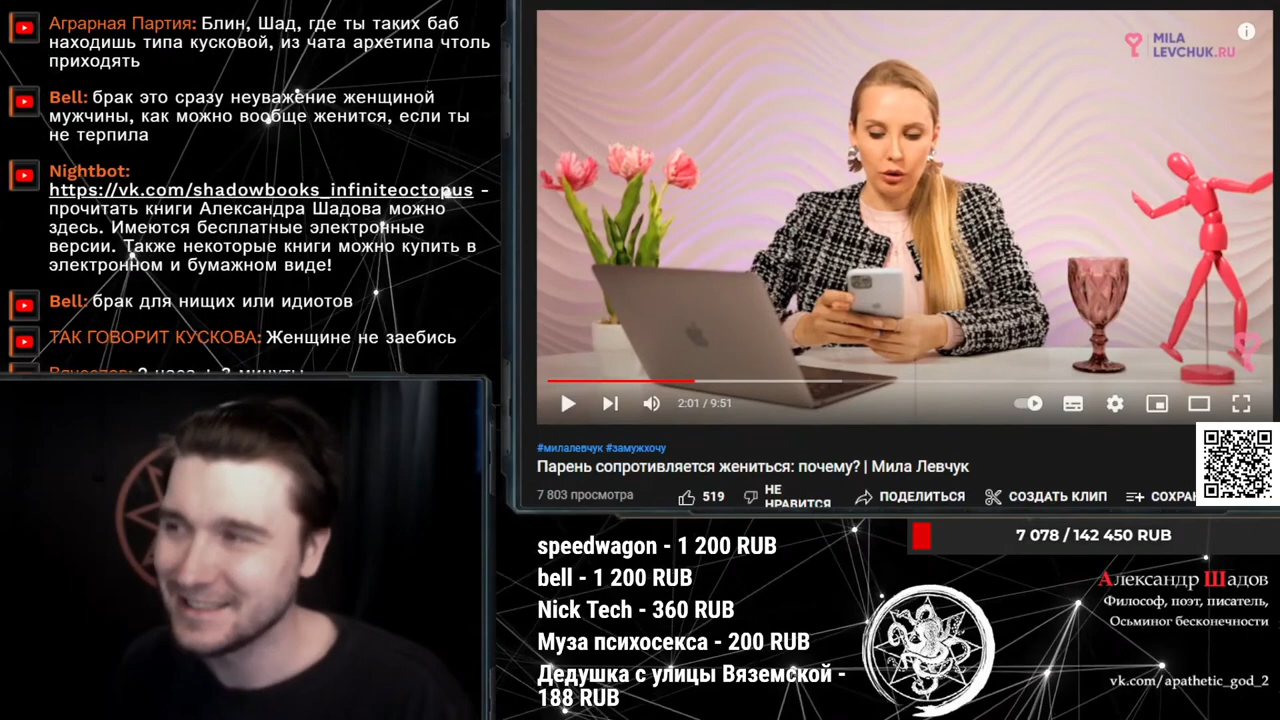 Аграрная Партия: Блин, Шад, где ты таких баб
находишь типа кусковой, из чата архетипа чтоль
приходять
Bell: брак это сразу неуважение женщиной
мужчины, как можно вообще женится, если ты
не терпила
Nightbot:
https://vk.com/shadowbooks_infiniteoctopus -
прочитать книги Александра Шадова можно
здесь. Имеются бесплатные электронные
версии. Также некоторые книги можно купить в
электронном и бумажном виде!
Bell: брак для нищих или идиотов
ТАК ГОВОРИТ КУСКОВА: Женщине не заебись
MILA
LEVCHUK.RU
2:01 / 9:51
#милалевчук #замужхочу
Парень сопротивляется жениться: почему? | Мила Левчук
7 803 просмотра
519
НЕ
НРАВИТСЯ
ПОДЕЛИТЬСЯ
СОЗДАТЬ КЛИП
СОХРАН
7 078 / 142 450 RUB
speedwagon - 1 200 RUB
bell - 1 200 RUB
Nick Tech - 360 RUB
Муза психосекса - 200 RUB
Дедушка с улицы Вяземской -
188 RUB
Александр Шадов
Философ, поэт, писатель,
Осьминог бесконечности
vk.com/apathetic_god_2